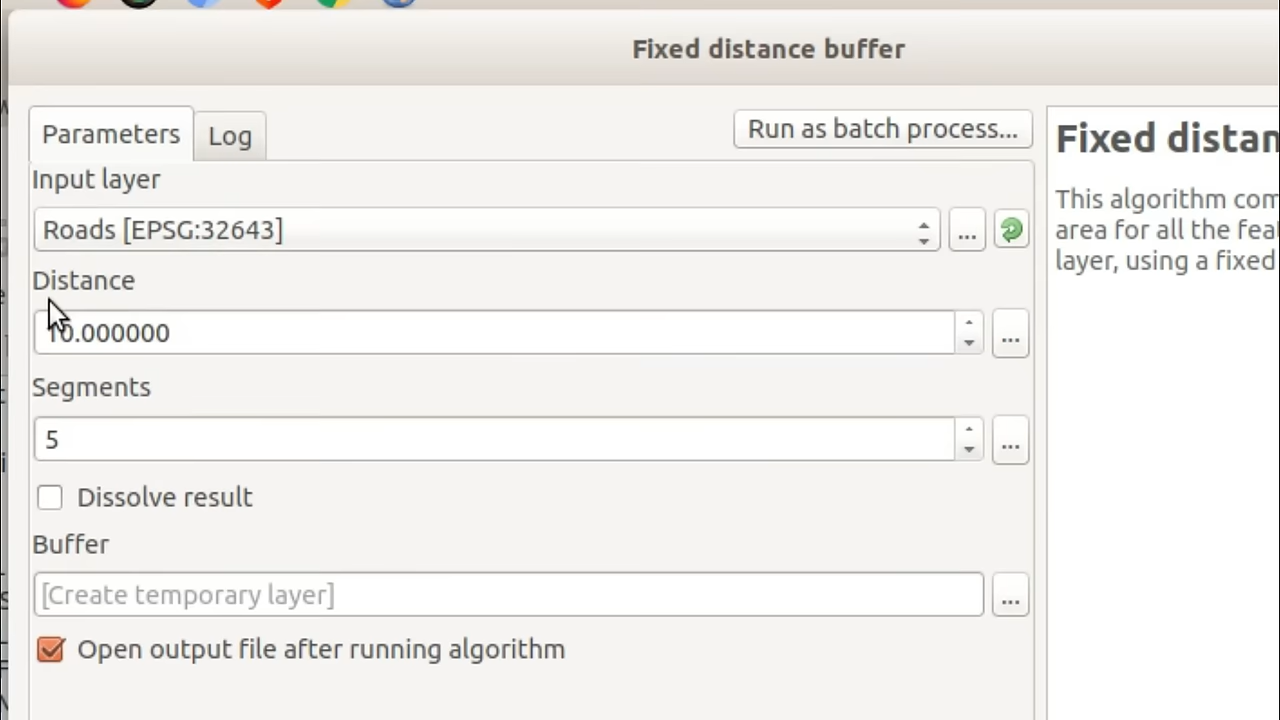 Fixed distance buffer
Parameters
Log
Run as batch process...
Fixed distan
Input layer
This algorithm com
Roads [EPSG:32643]
...
area for all the fea
layer, using a fixed
Distance
10.000000
...
Segments
5
...
Dissolve result
Buffer
[Create temporary layer]
...
Open output file after running algorithm